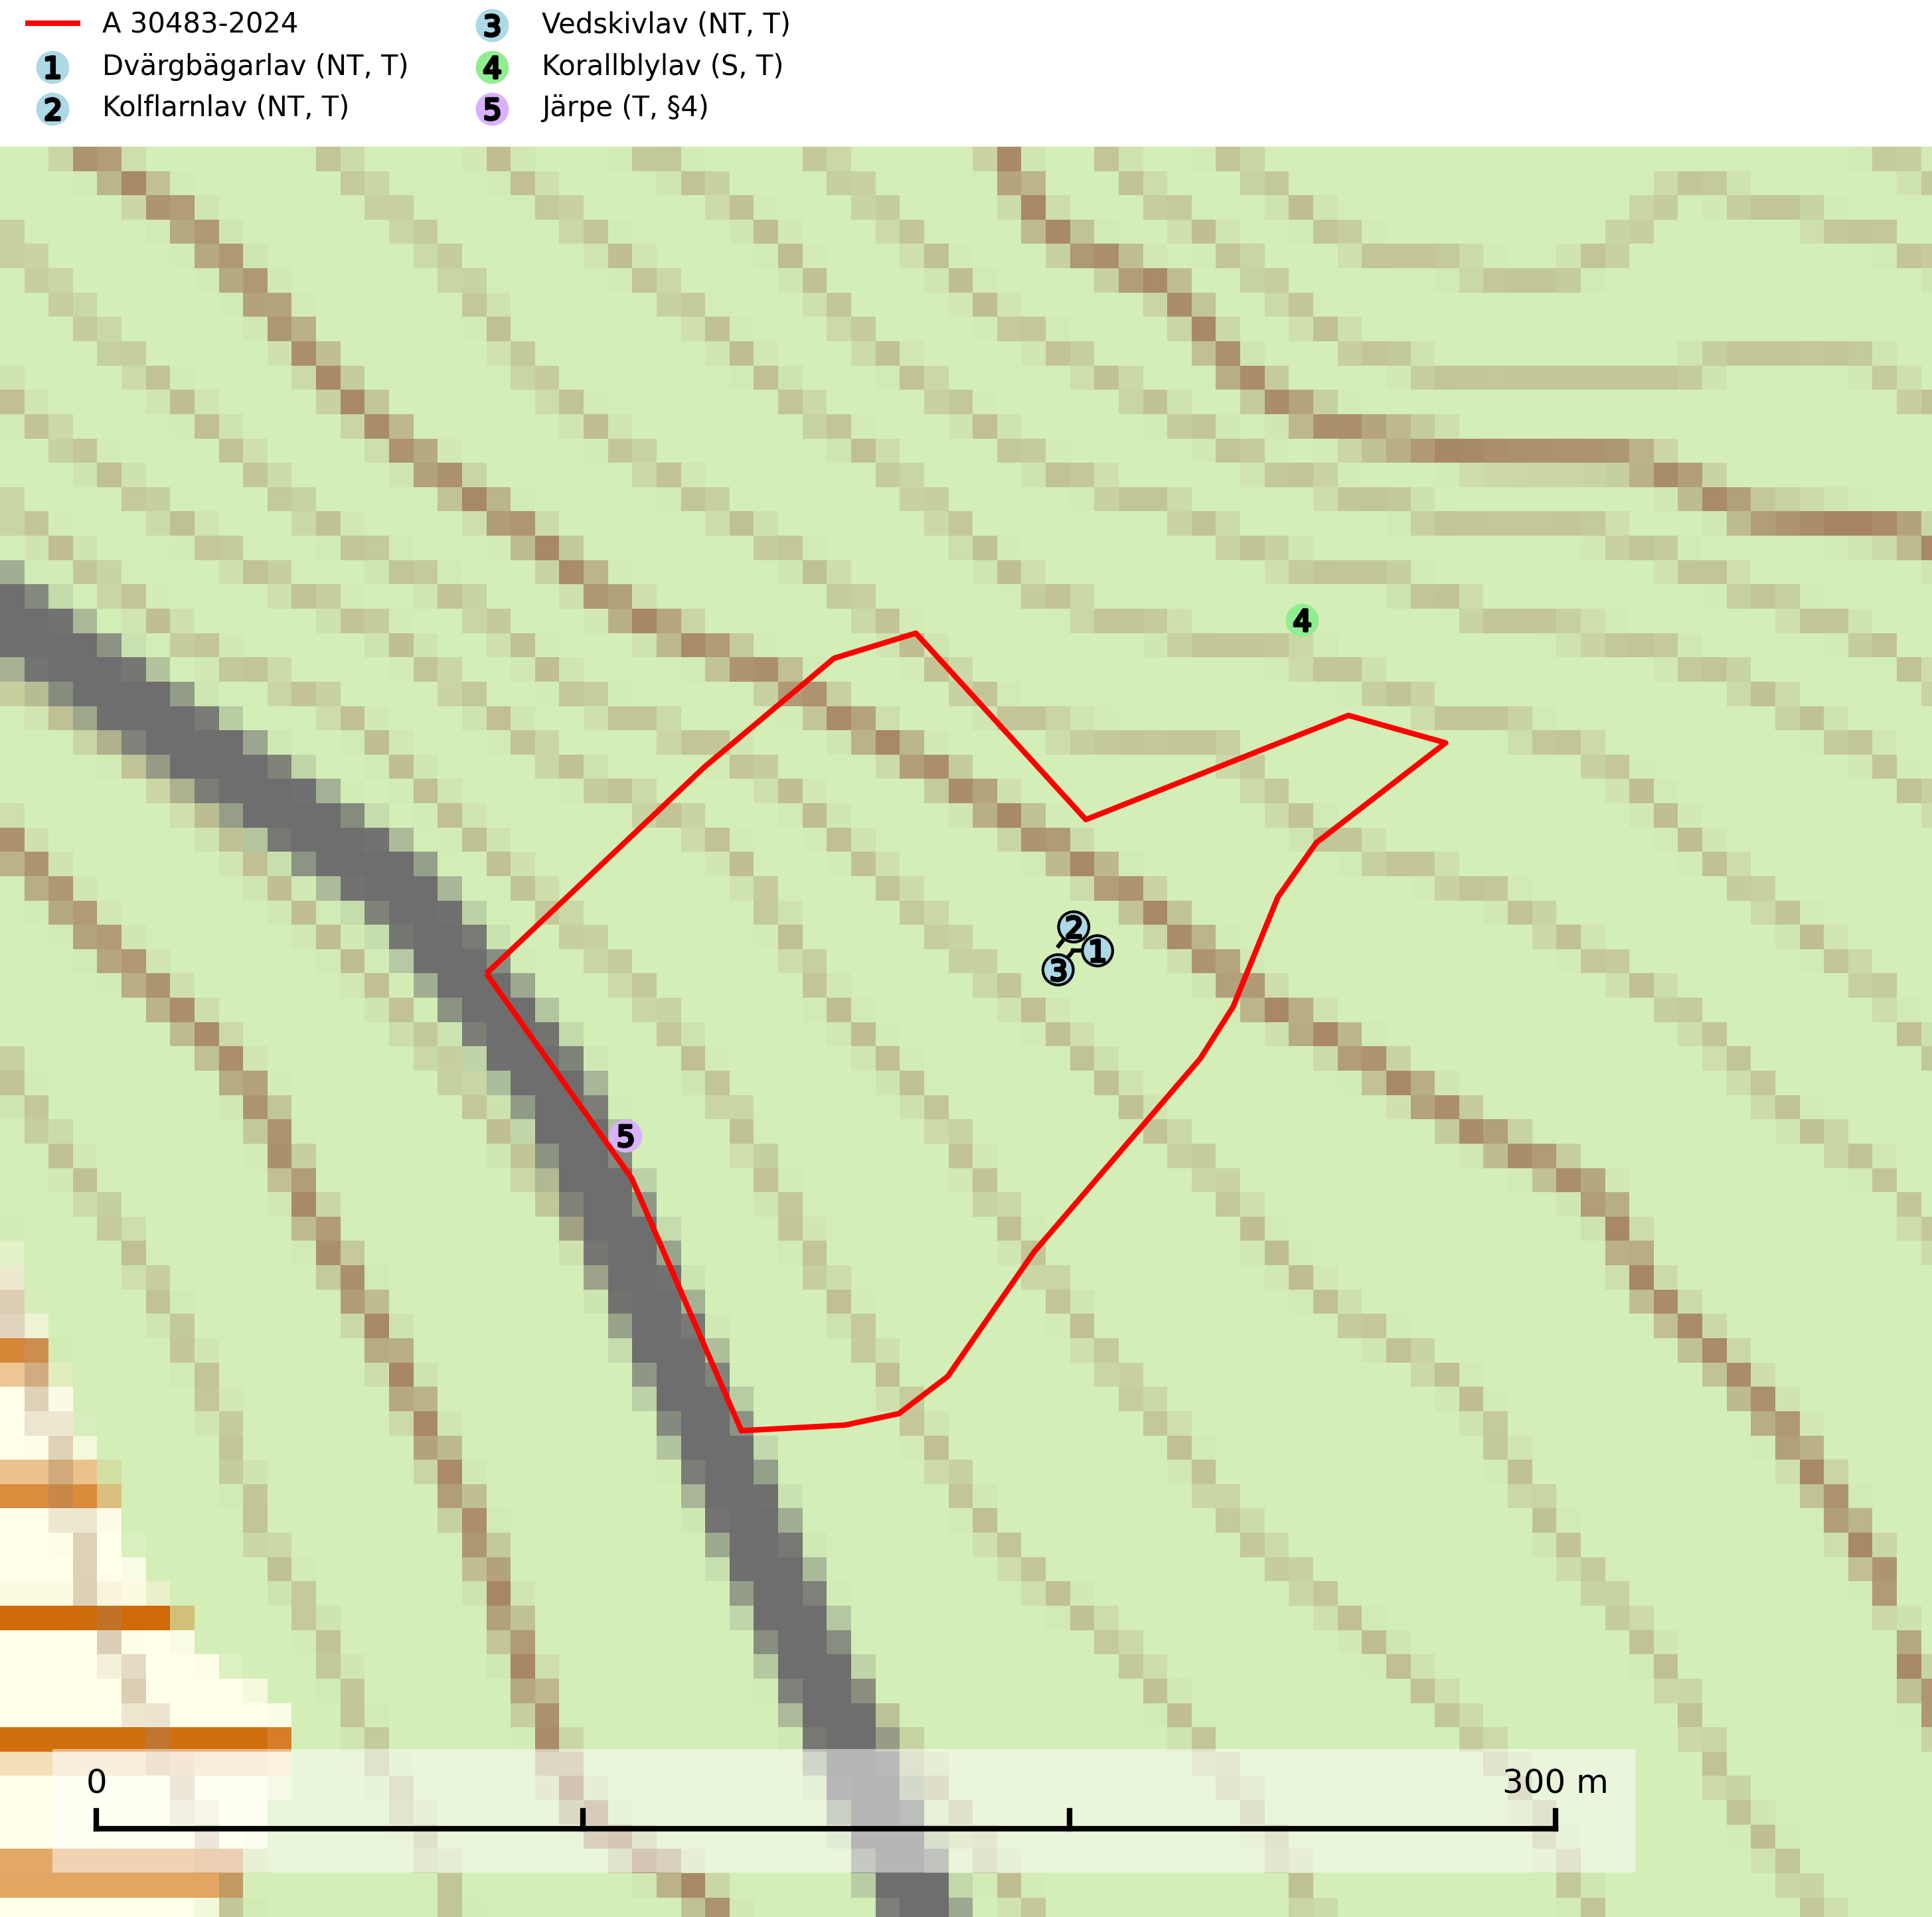 A 30483-2024
1 Dvärgbägarlav (NT, T)
2 Kolflarnlav (NT, T)
3 Vedskivlav (NT, T)
4 Korallblylav (S, T)
5 Järpe (T, §4)
4
2
1
3
5
0 300 m